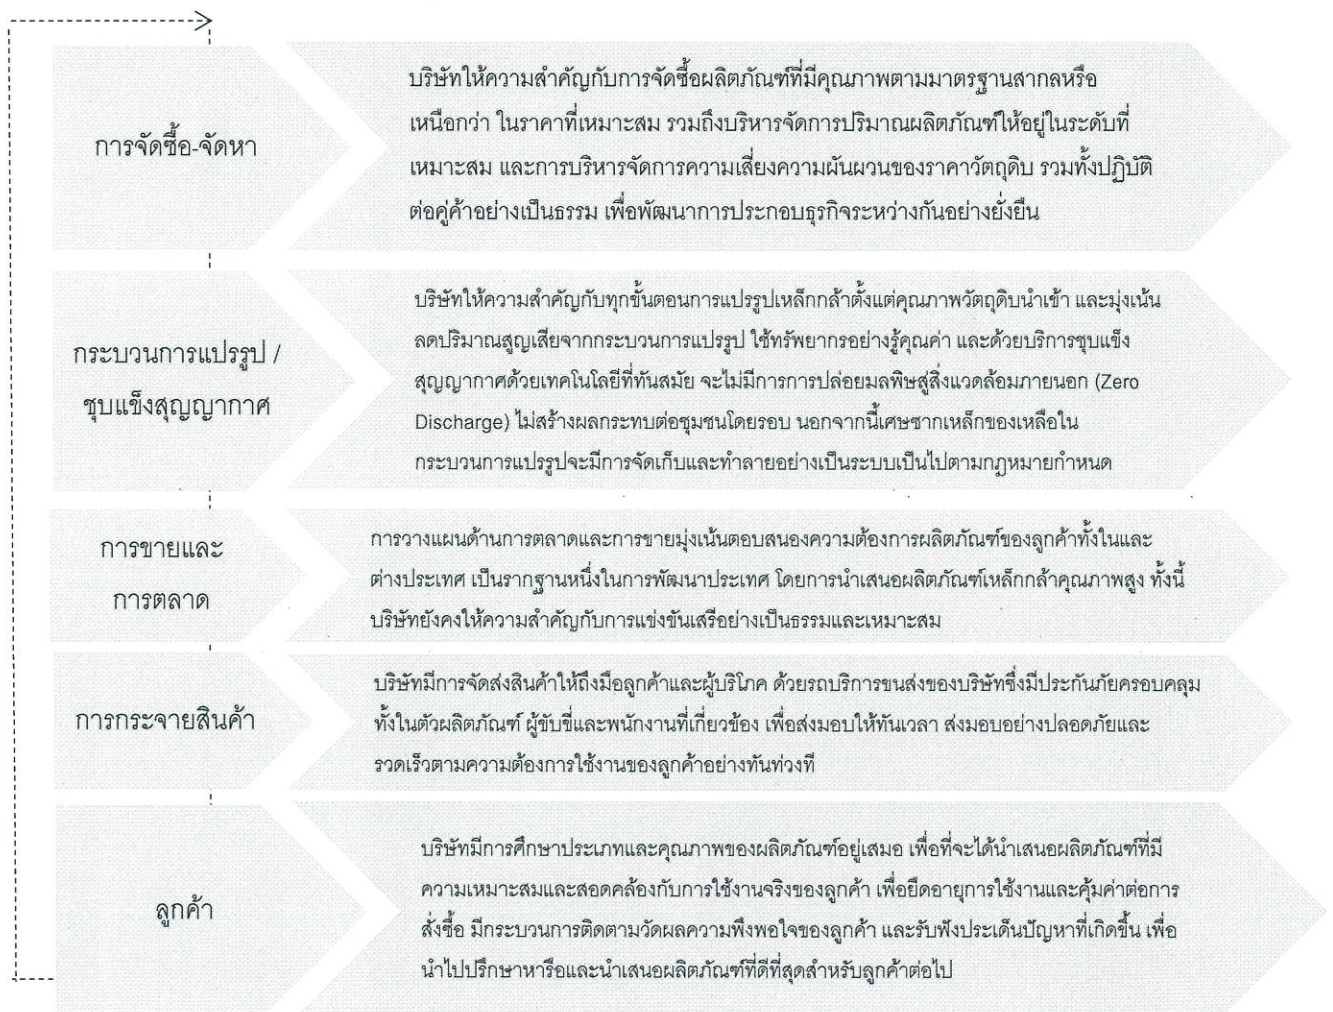 การจัดซื้อ-จัดหา
บริษัทให้ความสำคัญกับการจัดซื้อผลิตภัณฑ์ที่มีคุณภาพตามมาตรฐานสากลหรือ
เหนือกว่า ในราคาที่เหมาะสม รวมถึงบริหารจัดการปริมาณผลิตภัณฑ์ให้อยู่ในระดับที่
เหมาะสม และการบริหารจัดการความเสี่ยงความผันผวนของราคาวัตถุดิบ รวมทั้งปฏิบัติ
ต่อคู่ค้าอย่างเป็นธรรม เพื่อพัฒนาการประกอบธุรกิจระหว่างกันอย่างยั่งยืน
กระบวนการแปรรูป /
ชุบแข็งสุญญากาศ
บริษัทให้ความสำคัญกับทุกขั้นตอนการแปรรูปเหล็กกล้าตั้งแต่คุณภาพวัตถุดิบนำเข้า และมุ่งเน้น
ลดปริมาณสูญเสียจากกระบวนการแปรรูป ใช้ทรัพยากรอย่างรู้คุณค่า และด้วยบริการชุบแข็ง
สุญญากาศด้วยเทคโนโลยีที่ทันสมัย จะไม่มีการการปล่อยมลพิษสู่สิ่งแวดล้อมภายนอก (Zero
Discharge) ไม่สร้างผลกระทบต่อชุมชนโดยรอบ นอกจากนี้เศษซากเหล็กของเหลือใน
กระบวนการแปรรูปจะมีการจัดเก็บและทำลายอย่างเป็นระบบเป็นไปตามกฎหมายกำหนด
การขายและ
การตลาด
การวางแผนด้านการตลาดและการขายมุ่งเน้นตอบสนองความต้องการผลิตภัณฑ์ของลูกค้าทั้งในและ
ต่างประเทศ เป็นรากฐานหนึ่งในการพัฒนาประเทศ โดยการนำเสนอผลิตภัณฑ์เหล็กกล้าคุณภาพสูง ทั้งนี้
บริษัทยังคงให้ความสำคัญกับการแข่งขันเสรีอย่างเป็นธรรมและเหมาะสม
การกระจายสินค้า
บริษัทมีการจัดส่งสินค้าให้ถึงมือลูกค้าและผู้บริโภค ด้วยรถบริการขนส่งของบริษัทซึ่งมีประกันภัยครอบคลุม
ทั้งในตัวผลิตภัณฑ์ ผู้ขับขี่และพนักงานที่เกี่ยวข้อง เพื่อส่งมอบให้ทันเวลา ส่งมอบอย่างปลอดภัยและ
รวดเร็วตามความต้องการใช้งานของลูกค้าอย่างทันท่วงที
ลูกค้า
บริษัทมีการศึกษาประเภทและคุณภาพของผลิตภัณฑ์อยู่เสมอ เพื่อที่จะได้นำเสนอผลิตภัณฑ์ที่มี
ความเหมาะสมและสอดคล้องกับการใช้งานจริงของลูกค้า เพื่อยืดอายุการใช้งานและคุ้มค่าต่อการ
สั่งซื้อ มีกระบวนการติดตามวัดผลความพึงพอใจของลูกค้า และรับฟังประเด็นปัญหาที่เกิดขึ้น เพื่อ
นำไปปรึกษาหารือและนำเสนอผลิตภัณฑ์ที่ดีที่สุดสำหรับลูกค้าต่อไป